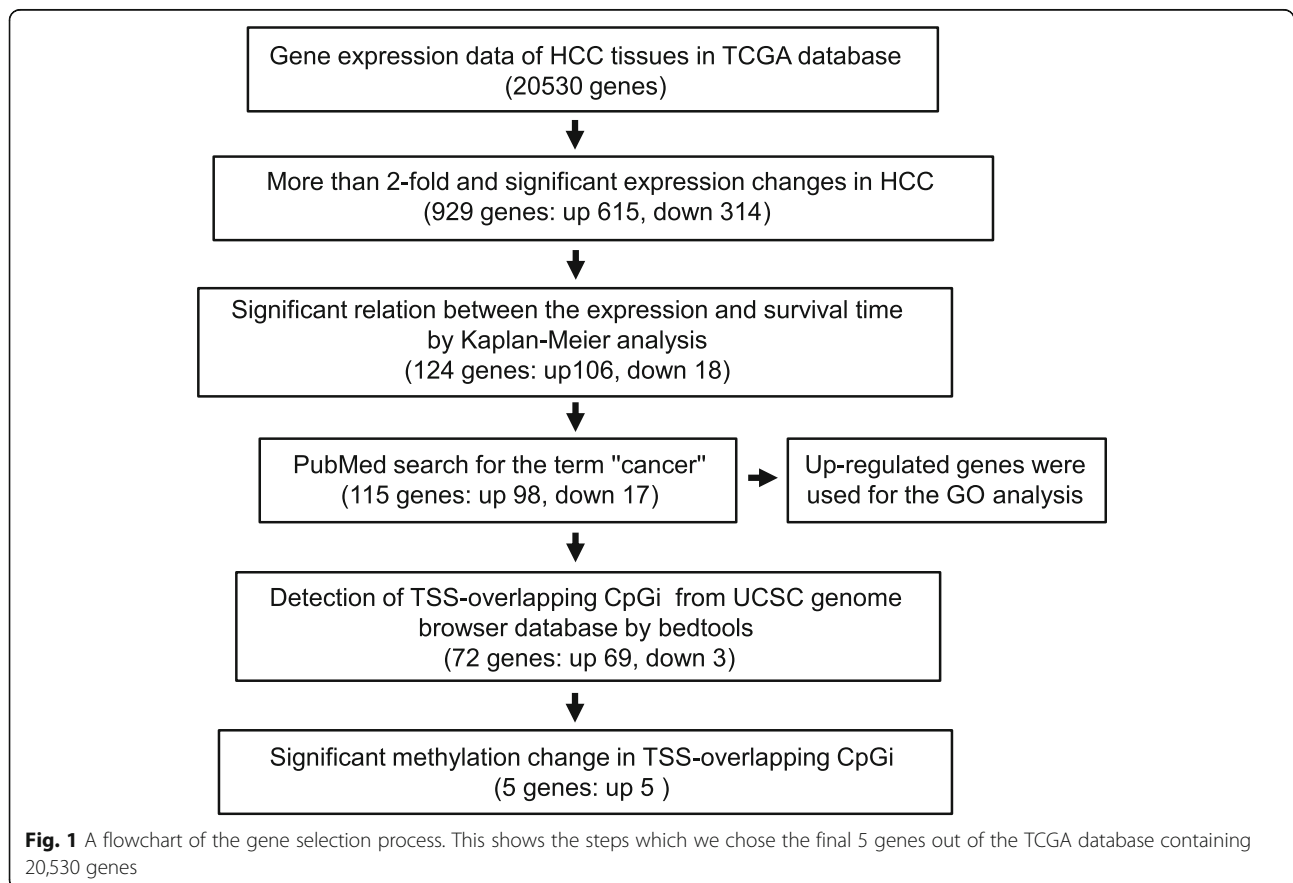 Gene expression data of HCC tissues in TCGA database
(20530 genes)
More than 2-fold and significant expression changes in HCC
(929 genes: up 615, down 314)
Significant relation between the expression and survival time
by Kaplan-Meier analysis
(124 genes: up106, down 18)
PubMed search for the term "cancer"
(115 genes: up 98, down 17)
Up-regulated genes were
used for the GO analysis
Detection of TSS-overlapping CpGi from UCSC genome
browser database by bedtools
(72 genes: up 69, down 3)
Significant methylation change in TSS-overlapping CpGi
(5 genes: up 5 )
Fig. 1 A flowchart of the gene selection process. This shows the steps which we chose the final 5 genes out of the TCGA database containing
20,530 genes